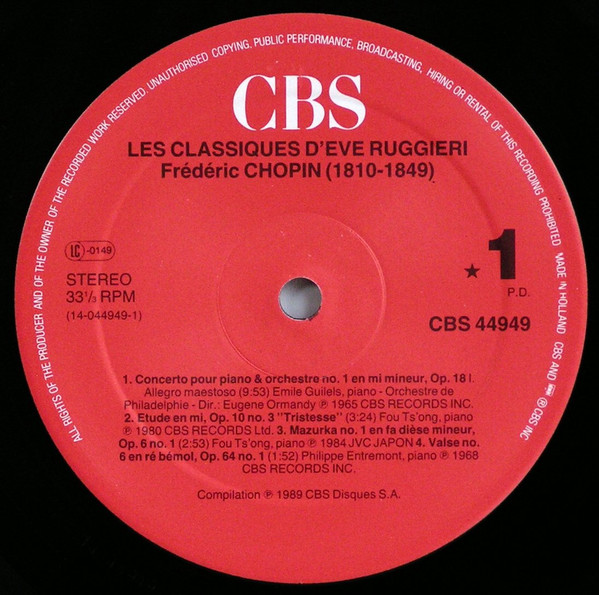 ALL RIGHTS OF THE PRODUCER AND OF THE OWNER OF THE RECORDED WORK RESERVED. UNAUTHORISED COPYING, PUBLIC PERFORMANCE, BROADCASTING, HIRING OR RENTAL OF THIS RECORDING PROHIBITED
MADE IN HOLLAND CBS AND ® CBS INC
CBS
LES CLASSIQUES D'EVE RUGGIERI
Frédéric CHOPIN (1810-1849)
LC-0149
STEREO
33⅓ RPM
(14-044949-1)
★ 1
P.D.
CBS 44949
1. Concerto pour piano & orchestre no. 1 en mi mineur, Op. 18 I.
Allegro maestoso (9:53) Emile Guilels, piano - Orchestre de
Philadelphie - Dir.: Eugene Ormandy ℗ 1965 CBS RECORDS INC.
2. Etude en mi, Op. 10 no. 3 "Tristesse" (3:24) Fou Ts'ong, piano
℗ 1980 CBS RECORDS Ltd. 3. Mazurka no. 1 en fa dièse mineur,
Op. 6 no. 1 (2:53) Fou Ts'ong, piano ℗ 1984 JVC JAPON 4. Valse no.
6 en ré bémol, Op. 64 no. 1 (1:52) Philippe Entremont, piano ℗ 1968
CBS RECORDS INC.
Compilation ℗ 1989 CBS Disques S.A.